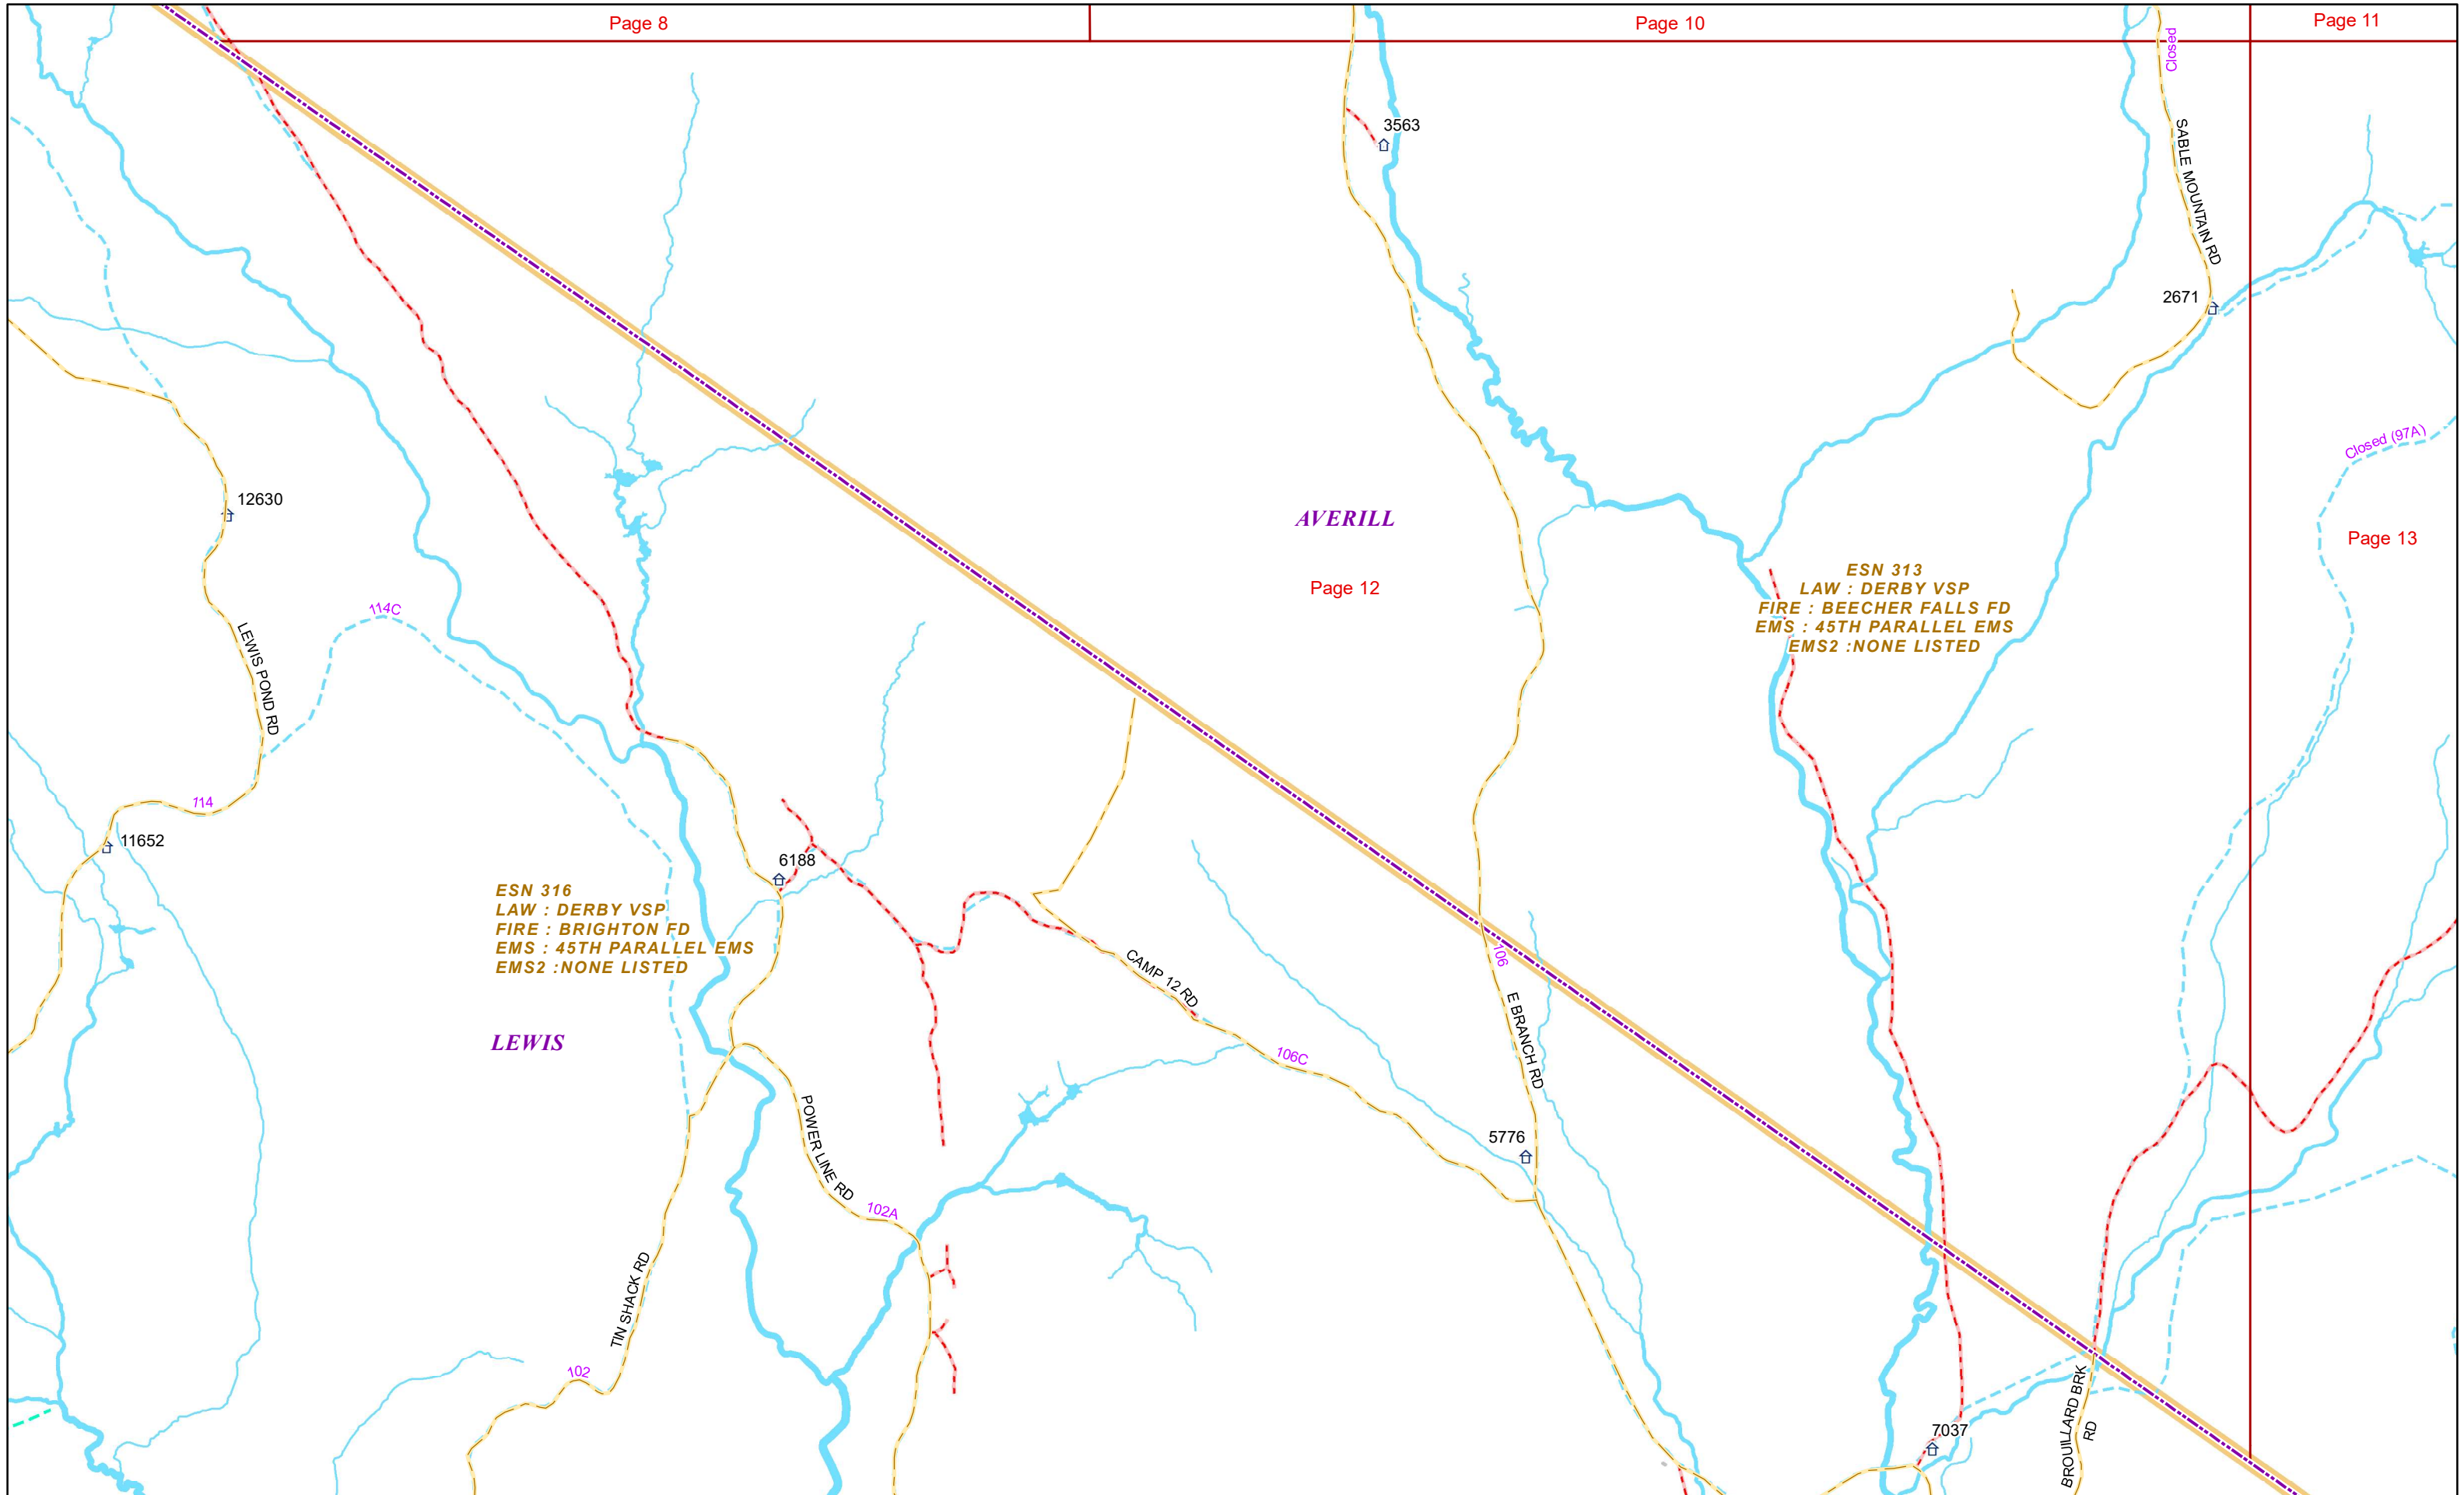 Page 8
Page 10
Page 11
Closed
3563
SABLE MOUNTAIN RD
2671
Closed (97A)
12630
AVERILL
Page 13
ESN 313
LAW : DERBY VSP
FIRE : BEECHER FALLS FD
EMS : 45TH PARALLEL EMS
EMS2 :NONE LISTED
Page 12
114C
LEWIS POND RD
114
11652
6188
ESN 316
LAW : DERBY VSP
FIRE : BRIGHTON FD
EMS : 45TH PARALLEL EMS
EMS2 :NONE LISTED
CAMP 12 RD
106
E BRANCH RD
LEWIS
106C
5776
POWER LINE RD
102A
TIN SHACK RD
102
7037
BROUILLARD BRK
RD